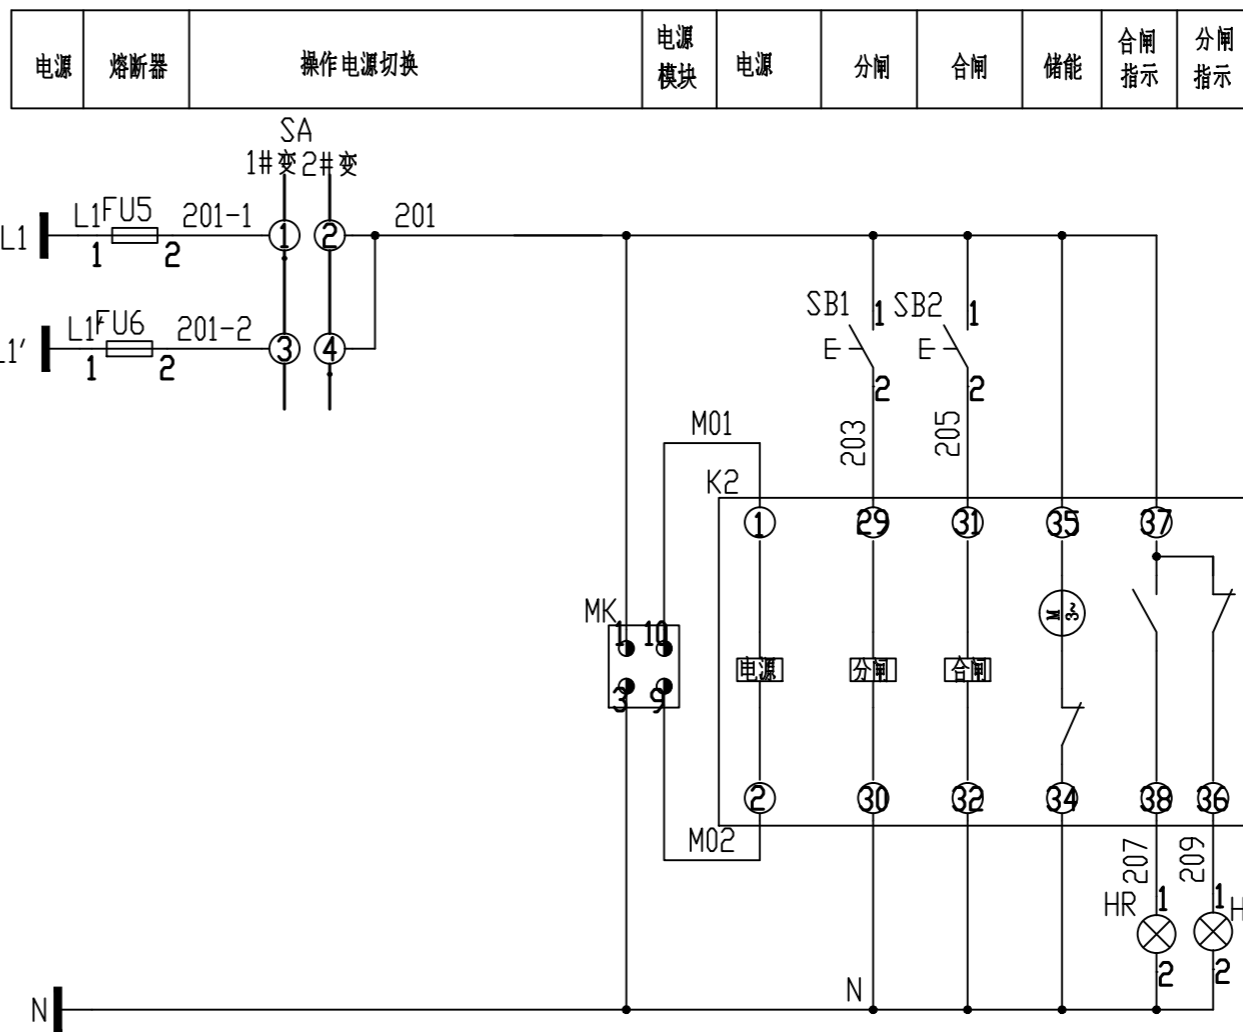 电源 熔断器 操作电源切换 电源模块 电源 分闸 合闸 储能 合闸指示 分闸指示
SA
1#变 2#变
L1 L1 FU5 201-1 1 2 201
1 2
L1' L1' FU6 201-2 3 4
1 2
SB1 1 SB2 1
E E
2 2
M01 203 205
K2
1 29 31 35 37
MK 1 10 M 3~
电源 分闸 合闸
3 9
2 30 32 34 38 36
M02 207 209
HR 1 1 H
2 2
N N